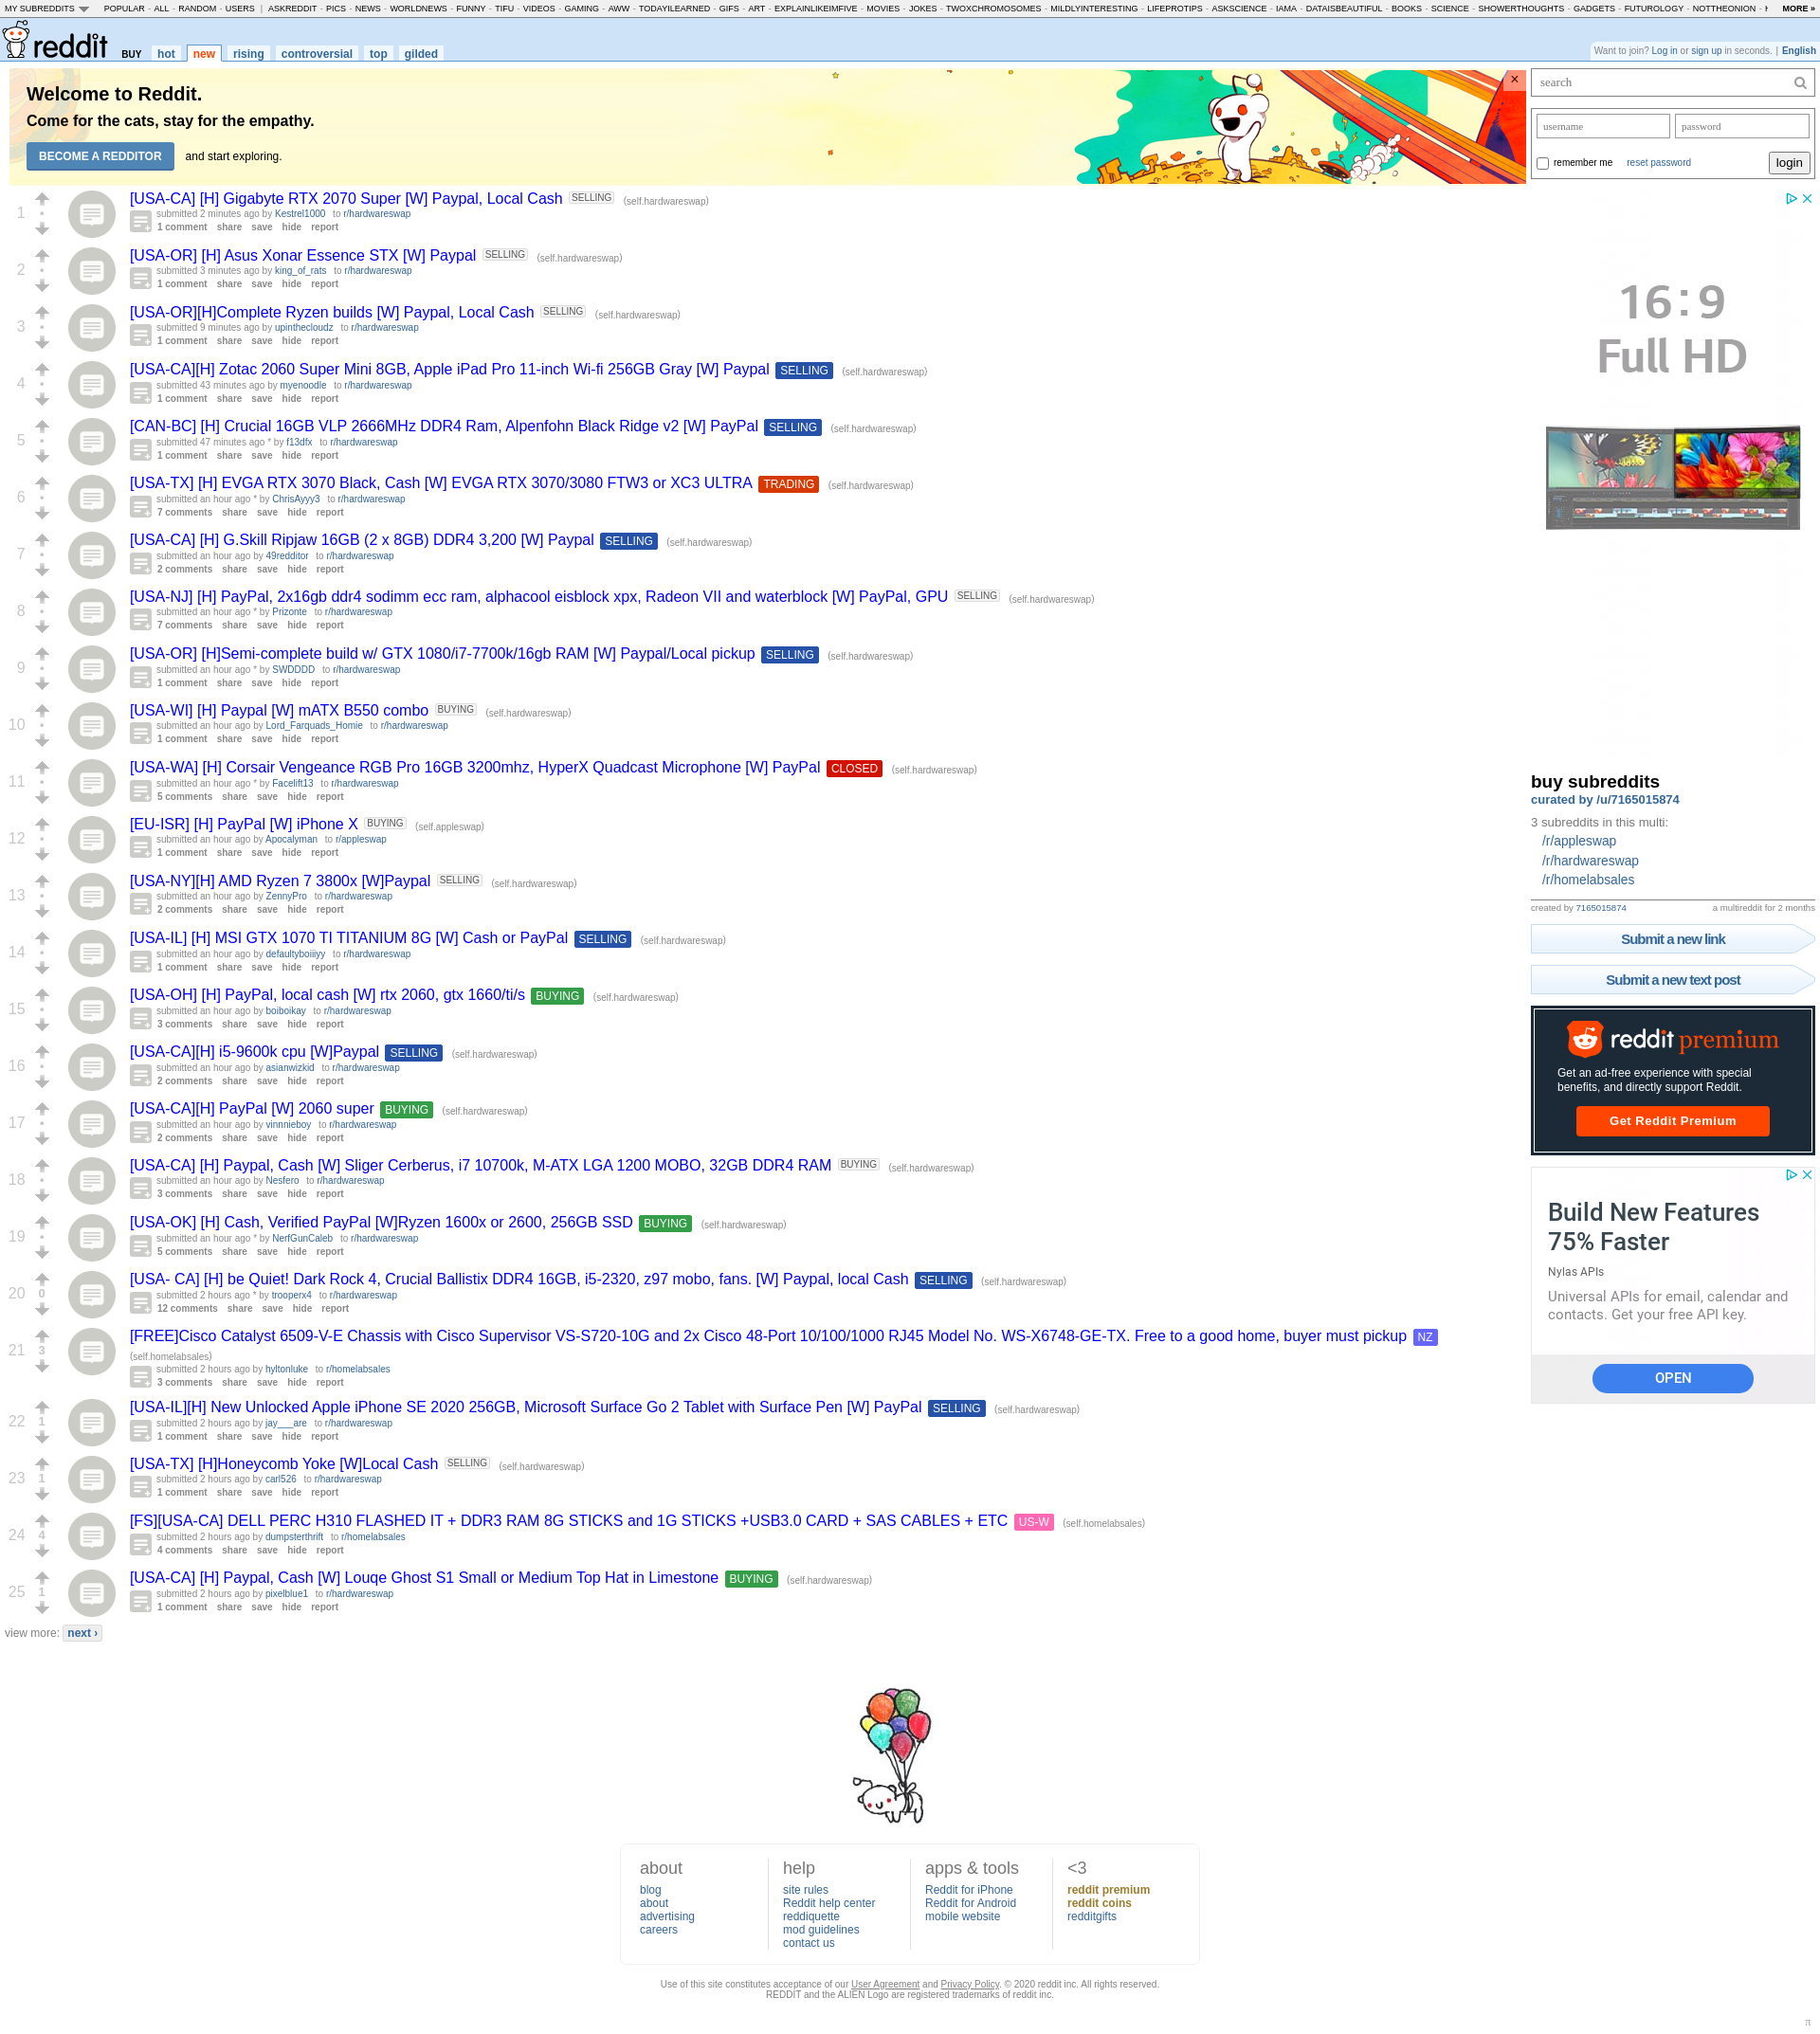 MY SUBREDDITS POPULAR - ALL - RANDOM - USERS | ASKREDDIT - PICS - NEWS - WORLDNEWS - FUNNY - TIFU - VIDEOS - GAMING - AWW - TODAYILEARNED - GIFS - ART - EXPLAINLIKEIMFIVE - MOVIES - JOKES - TWOXCHROMOSOMES - MILDLYINTERESTING - LIFEPROTIPS - ASKSCIENCE - IAMA - DATAISBEAUTIFUL - BOOKS - SCIENCE - SHOWERTHOUGHTS - GADGETS - FUTUROLOGY - NOTTHEONION - MORE »
reddit BUY hot new rising controversial top gilded
Want to join? Log in or sign up in seconds. | English
Welcome to Reddit.
Come for the cats, stay for the empathy.
BECOME A REDDITOR and start exploring.
×
1
[USA-CA] [H] Gigabyte RTX 2070 Super [W] Paypal, Local Cash SELLING (self.hardwareswap)
submitted 2 minutes ago by Kestrel1000 to r/hardwareswap
1 comment share save hide report
2
[USA-OR] [H] Asus Xonar Essence STX [W] Paypal SELLING (self.hardwareswap)
submitted 3 minutes ago by king_of_rats to r/hardwareswap
1 comment share save hide report
3
[USA-OR][H]Complete Ryzen builds [W] Paypal, Local Cash SELLING (self.hardwareswap)
submitted 9 minutes ago by upinthecloudz to r/hardwareswap
1 comment share save hide report
4
[USA-CA][H] Zotac 2060 Super Mini 8GB, Apple iPad Pro 11-inch Wi-fi 256GB Gray [W] Paypal SELLING (self.hardwareswap)
submitted 43 minutes ago by myenoodle to r/hardwareswap
1 comment share save hide report
5
[CAN-BC] [H] Crucial 16GB VLP 2666MHz DDR4 Ram, Alpenfohn Black Ridge v2 [W] PayPal SELLING (self.hardwareswap)
submitted 47 minutes ago * by f13dfx to r/hardwareswap
1 comment share save hide report
6
[USA-TX] [H] EVGA RTX 3070 Black, Cash [W] EVGA RTX 3070/3080 FTW3 or XC3 ULTRA TRADING (self.hardwareswap)
submitted an hour ago * by ChrisAyyy3 to r/hardwareswap
7 comments share save hide report
7
[USA-CA] [H] G.Skill Ripjaw 16GB (2 x 8GB) DDR4 3,200 [W] Paypal SELLING (self.hardwareswap)
submitted an hour ago by 49redditor to r/hardwareswap
2 comments share save hide report
8
[USA-NJ] [H] PayPal, 2x16gb ddr4 sodimm ecc ram, alphacool eisblock xpx, Radeon VII and waterblock [W] PayPal, GPU SELLING (self.hardwareswap)
submitted an hour ago * by Prizonte to r/hardwareswap
7 comments share save hide report
9
[USA-OR] [H]Semi-complete build w/ GTX 1080/i7-7700k/16gb RAM [W] Paypal/Local pickup SELLING (self.hardwareswap)
submitted an hour ago * by SWDDDD to r/hardwareswap
1 comment share save hide report
10
[USA-WI] [H] Paypal [W] mATX B550 combo BUYING (self.hardwareswap)
submitted an hour ago by Lord_Farquads_Homie to r/hardwareswap
1 comment share save hide report
11
[USA-WA] [H] Corsair Vengeance RGB Pro 16GB 3200mhz, HyperX Quadcast Microphone [W] PayPal CLOSED (self.hardwareswap)
submitted an hour ago * by Facelift13 to r/hardwareswap
5 comments share save hide report
12
[EU-ISR] [H] PayPal [W] iPhone X BUYING (self.appleswap)
submitted an hour ago by Apocalyman to r/appleswap
1 comment share save hide report
13
[USA-NY][H] AMD Ryzen 7 3800x [W]Paypal SELLING (self.hardwareswap)
submitted an hour ago by ZennyPro to r/hardwareswap
2 comments share save hide report
14
[USA-IL] [H] MSI GTX 1070 TI TITANIUM 8G [W] Cash or PayPal SELLING (self.hardwareswap)
submitted an hour ago by defaultyboiiiyy to r/hardwareswap
1 comment share save hide report
15
[USA-OH] [H] PayPal, local cash [W] rtx 2060, gtx 1660/ti/s BUYING (self.hardwareswap)
submitted an hour ago by boiboikay to r/hardwareswap
3 comments share save hide report
16
[USA-CA][H] i5-9600k cpu [W]Paypal SELLING (self.hardwareswap)
submitted an hour ago by asianwizkid to r/hardwareswap
2 comments share save hide report
17
[USA-CA][H] PayPal [W] 2060 super BUYING (self.hardwareswap)
submitted an hour ago by vinnnieboy to r/hardwareswap
2 comments share save hide report
18
[USA-CA] [H] Paypal, Cash [W] Sliger Cerberus, i7 10700k, M-ATX LGA 1200 MOBO, 32GB DDR4 RAM BUYING (self.hardwareswap)
submitted an hour ago by Nesfero to r/hardwareswap
3 comments share save hide report
19
[USA-OK] [H] Cash, Verified PayPal [W]Ryzen 1600x or 2600, 256GB SSD BUYING (self.hardwareswap)
submitted an hour ago * by NerfGunCaleb to r/hardwareswap
5 comments share save hide report
20 0
[USA- CA] [H] be Quiet! Dark Rock 4, Crucial Ballistix DDR4 16GB, i5-2320, z97 mobo, fans. [W] Paypal, local Cash SELLING (self.hardwareswap)
submitted 2 hours ago * by trooperx4 to r/hardwareswap
12 comments share save hide report
21 3
[FREE]Cisco Catalyst 6509-V-E Chassis with Cisco Supervisor VS-S720-10G and 2x Cisco 48-Port 10/100/1000 RJ45 Model No. WS-X6748-GE-TX. Free to a good home, buyer must pickup NZ
(self.homelabsales)
submitted 2 hours ago by hyltonluke to r/homelabsales
3 comments share save hide report
22 1
[USA-IL][H] New Unlocked Apple iPhone SE 2020 256GB, Microsoft Surface Go 2 Tablet with Surface Pen [W] PayPal SELLING (self.hardwareswap)
submitted 2 hours ago by jay___are to r/hardwareswap
1 comment share save hide report
23 1
[USA-TX] [H]Honeycomb Yoke [W]Local Cash SELLING (self.hardwareswap)
submitted 2 hours ago by carl526 to r/hardwareswap
1 comment share save hide report
24 4
[FS][USA-CA] DELL PERC H310 FLASHED IT + DDR3 RAM 8G STICKS and 1G STICKS +USB3.0 CARD + SAS CABLES + ETC US-W (self.homelabsales)
submitted 2 hours ago by dumpsterthrift to r/homelabsales
4 comments share save hide report
25 1
[USA-CA] [H] Paypal, Cash [W] Louqe Ghost S1 Small or Medium Top Hat in Limestone BUYING (self.hardwareswap)
submitted 2 hours ago by pixelblue1 to r/hardwareswap
1 comment share save hide report
view more: next ›
search
username password
remember me reset password login
16:9
Full HD
buy subreddits
curated by /u/7165015874
3 subreddits in this multi:
/r/appleswap
/r/hardwareswap
/r/homelabsales
created by 7165015874 a multireddit for 2 months
Submit a new link
Submit a new text post
reddit premium
Get an ad-free experience with special
benefits, and directly support Reddit.
Get Reddit Premium
Build New Features
75% Faster
Nylas APIs
Universal APIs for email, calendar and
contacts. Get your free API key.
OPEN
about
blog
about
advertising
careers
help
site rules
Reddit help center
reddiquette
mod guidelines
contact us
apps & tools
Reddit for iPhone
Reddit for Android
mobile website
<3
reddit premium
reddit coins
redditgifts
Use of this site constitutes acceptance of our User Agreement and Privacy Policy. © 2020 reddit inc. All rights reserved.
REDDIT and the ALIEN Logo are registered trademarks of reddit inc.
π